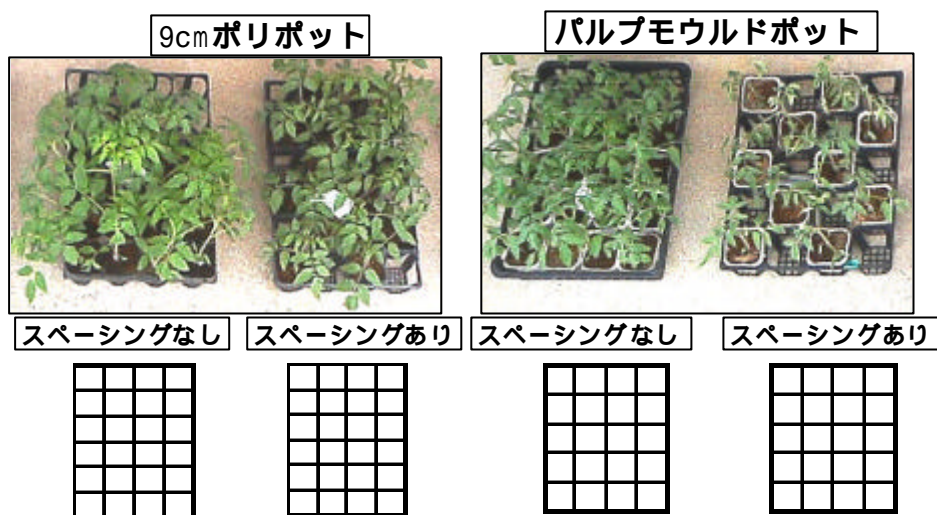 9cmポリポット
パルプモウルドポット
スペーシングなし
スペーシングあり
スペーシングなし
スペーシングあり